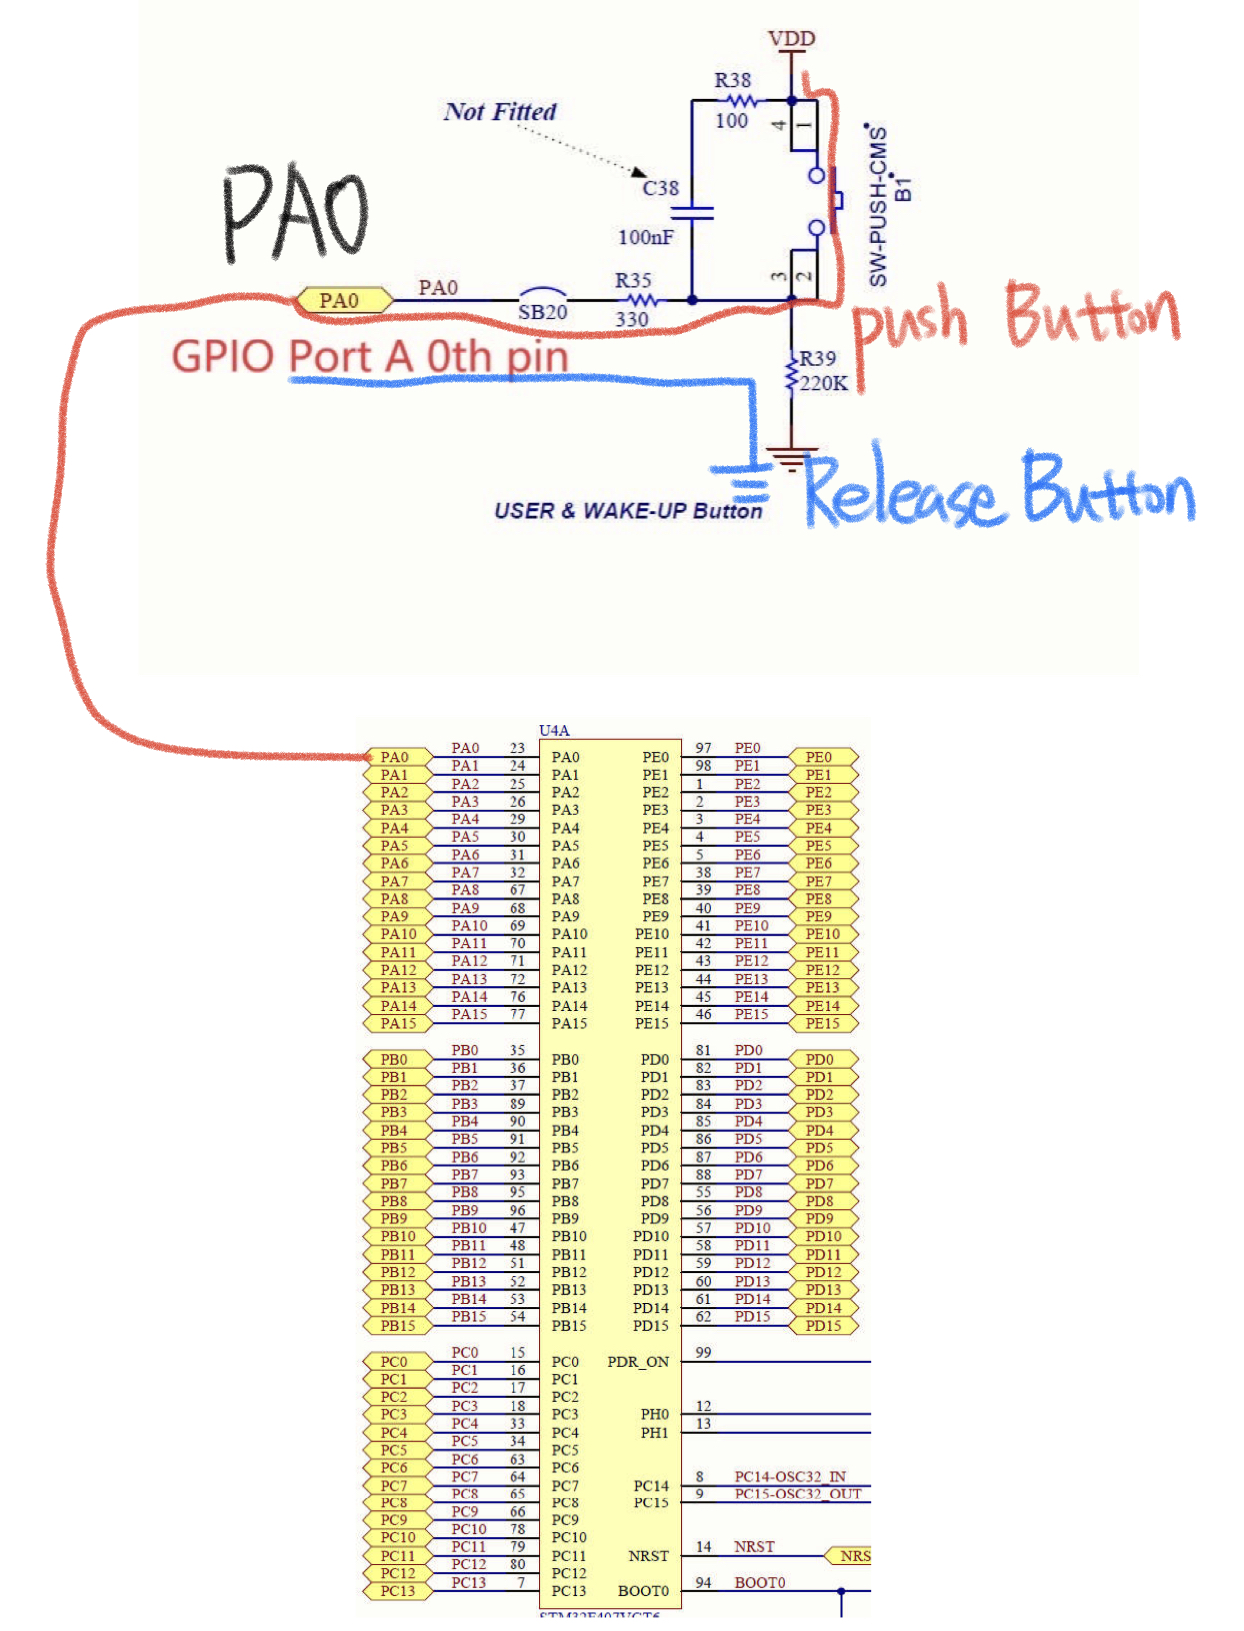 VDD
R38
100
Not Fitted
4
1
SW-PUSH-CMS
B1
C38
100nF
PA0
3
2
PA0
PA0
R35
330
SB20
push Button
GPIO Port A 0th pin
R39
220K
Release Button
USER & WAKE-UP Button
U4A
PA0 PA0 23 PA0 PE0 97 PE0 PE0
PA1 PA1 24 PA1 PE1 98 PE1 PE1
PA2 PA2 25 PA2 PE2 1 PE2 PE2
PA3 PA3 26 PA3 PE3 2 PE3 PE3
PA4 PA4 29 PA4 PE4 3 PE4 PE4
PA5 PA5 30 PA5 PE5 4 PE5 PE5
PA6 PA6 31 PA6 PE6 5 PE6 PE6
PA7 PA7 32 PA7 PE7 38 PE7 PE7
PA8 PA8 67 PA8 PE8 39 PE8 PE8
PA9 PA9 68 PA9 PE9 40 PE9 PE9
PA10 PA10 69 PA10 PE10 41 PE10 PE10
PA11 PA11 70 PA11 PE11 42 PE11 PE11
PA12 PA12 71 PA12 PE12 43 PE12 PE12
PA13 PA13 72 PA13 PE13 44 PE13 PE13
PA14 PA14 76 PA14 PE14 45 PE14 PE14
PA15 PA15 77 PA15 PE15 46 PE15 PE15
PB0 PB0 35 PB0 PD0 81 PD0 PD0
PB1 PB1 36 PB1 PD1 82 PD1 PD1
PB2 PB2 37 PB2 PD2 83 PD2 PD2
PB3 PB3 89 PB3 PD3 84 PD3 PD3
PB4 PB4 90 PB4 PD4 85 PD4 PD4
PB5 PB5 91 PB5 PD5 86 PD5 PD5
PB6 PB6 92 PB6 PD6 87 PD6 PD6
PB7 PB7 93 PB7 PD7 88 PD7 PD7
PB8 PB8 95 PB8 PD8 55 PD8 PD8
PB9 PB9 96 PB9 PD9 56 PD9 PD9
PB10 PB10 47 PB10 PD10 57 PD10 PD10
PB11 PB11 48 PB11 PD11 58 PD11 PD11
PB12 PB12 51 PB12 PD12 59 PD12 PD12
PB13 PB13 52 PB13 PD13 60 PD13 PD13
PB14 PB14 53 PB14 PD14 61 PD14 PD14
PB15 PB15 54 PB15 PD15 62 PD15 PD15
PC0 PC0 15 PC0 PDR_ON 99
PC1 PC1 16 PC1
PC2 PC2 17 PC2
PC3 PC3 18 PC3 PH0 12
PC4 PC4 33 PC4 PH1 13
PC5 PC5 34 PC5
PC6 PC6 63 PC6
PC7 PC7 64 PC7 PC14 8 PC14-OSC32_IN
PC8 PC8 65 PC8 PC15 9 PC15-OSC32_OUT
PC9 PC9 66 PC9
PC10 PC10 78 PC10
PC11 PC11 79 PC11 NRST 14 NRST NRS
PC12 PC12 80 PC12
PC13 PC13 7 PC13 BOOT0 94 BOOT0
STM32F407VGT6